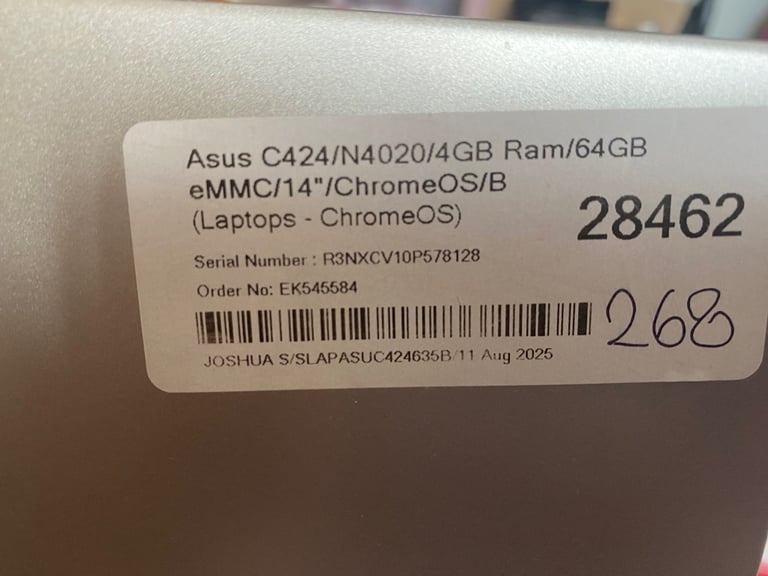 Asus C424/N4020/4GB Ram/64GB
eMMC/14"/ChromeOS/B
(Laptops - ChromeOS)
28462
Serial Number : R3NXCV10P578128
Order No: EK545584
268
JOSHUA S/SLAPASUC424635B/11 Aug 2025